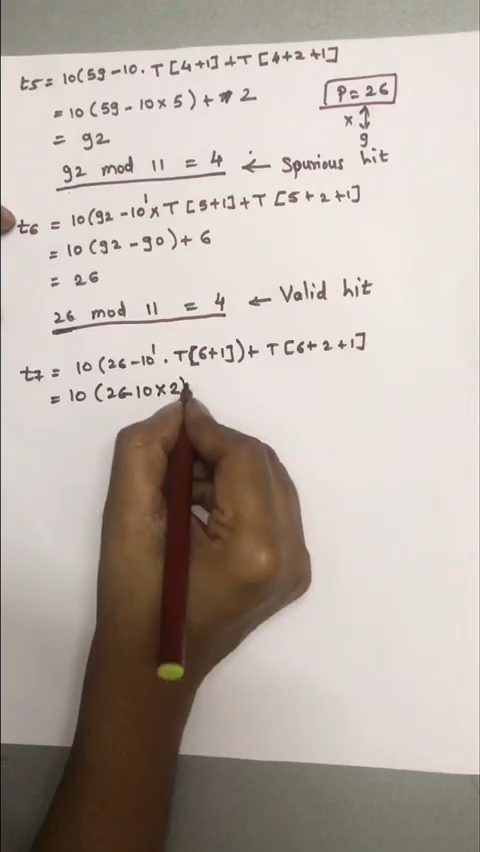 t5 = 10(59-10. T[4+1] + T[4+2+1]
= 10 (59-10×5) + 2
= 92
P=26
x
9
92 mod 11 = 4 ← Spurious hit
t6 = 10(92-10¹×T[5+1]+T[5+2+1]
= 10(92-90)+6
= 26
26 mod 11 = 4 ← Valid hit
t7 = 10 (26-10¹. T[6+1])+T[6+2+1]
= 10 (26-10×2)